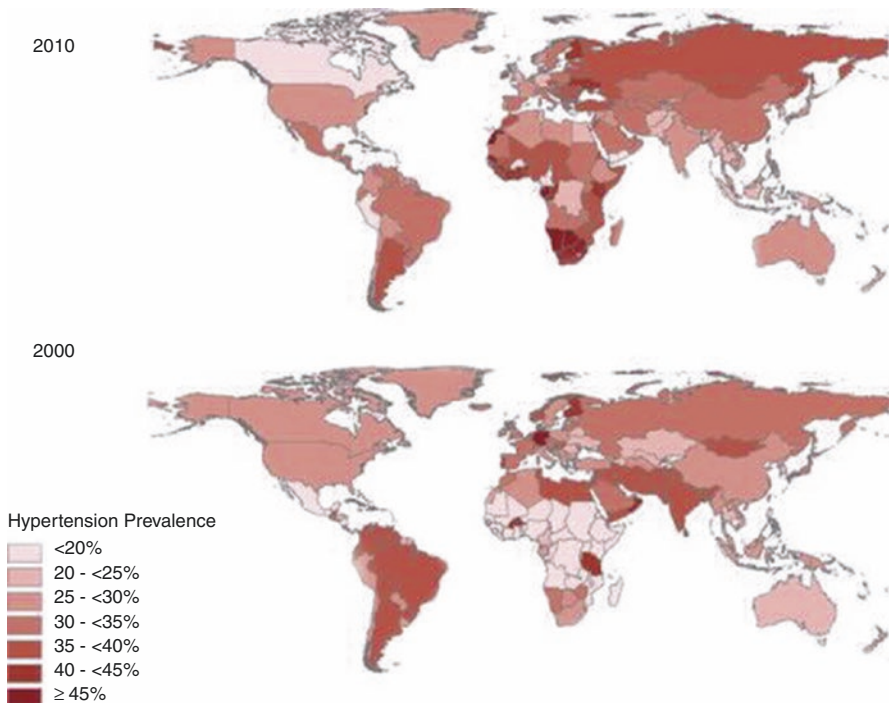 2010
2000
Hypertension Prevalence
<20%
20 - <25%
25 - <30%
30 - <35%
35 - <40%
40 - <45%
≥ 45%